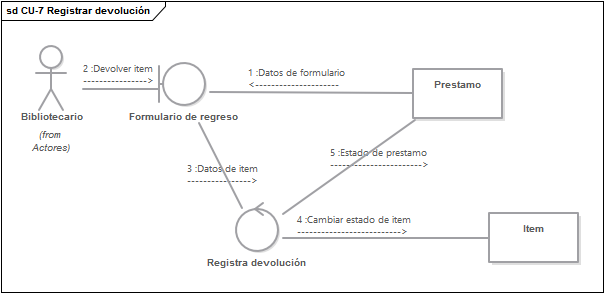 sd CU-7 Registrar devolución
2 :Devolver item
1 :Datos de formulario
Prestamo
Bibliotecario
Formulario de regreso
(from
Actores)
5 :Estado de prestamo
3 :Datos de item
4 :Cambiar estado de item
Item
Registra devolución